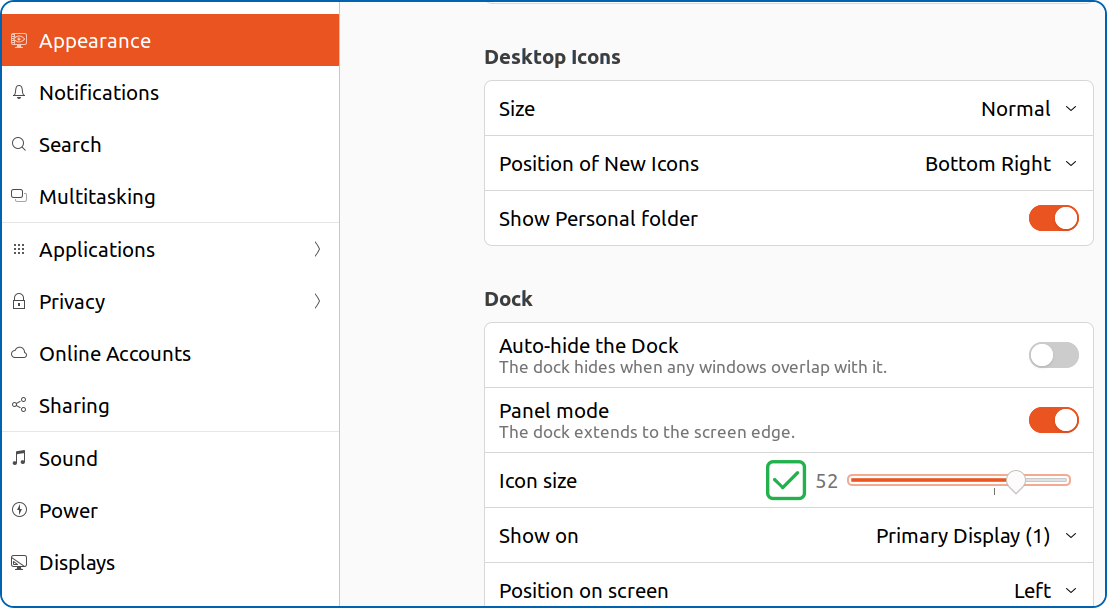 Appearance
Notifications
Search
Multitasking
Applications
Privacy
Online Accounts
Sharing
Sound
Power
Displays
Desktop Icons
Size Normal
Position of New Icons Bottom Right
Show Personal folder
Dock
Auto-hide the Dock
The dock hides when any windows overlap with it.
Panel mode
The dock extends to the screen edge.
Icon size 52
Show on Primary Display (1)
Position on screen Left